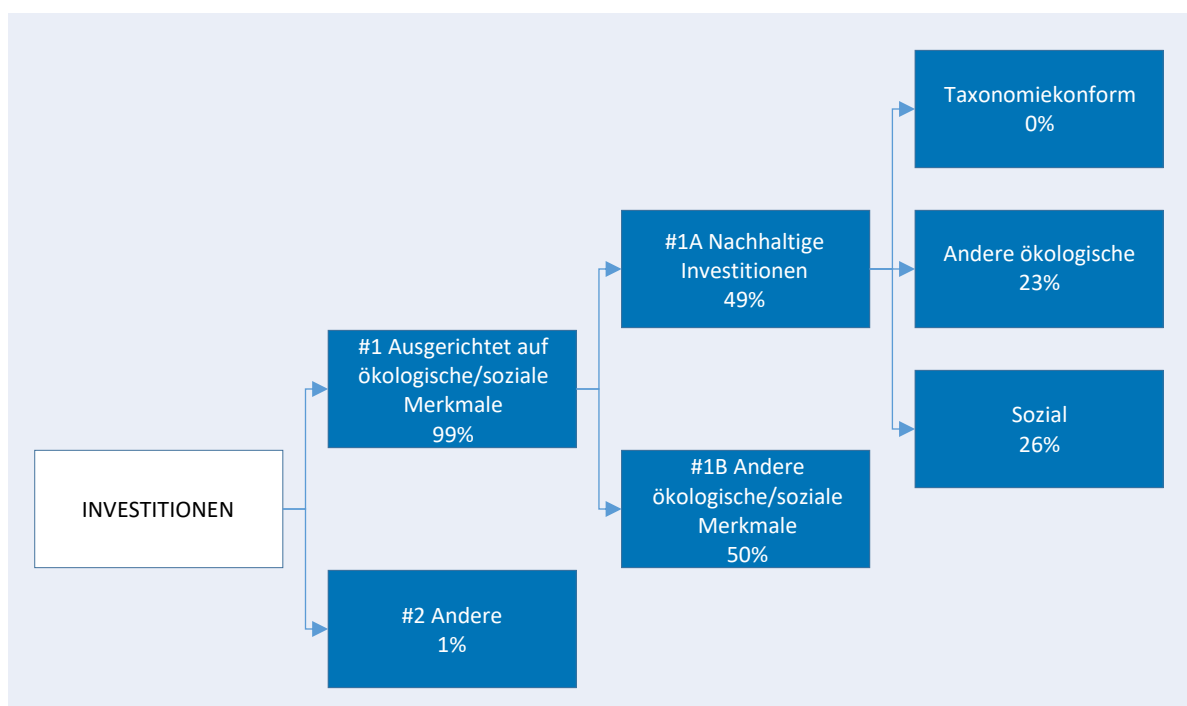 INVESTITIONEN
#1 Ausgerichtet auf
ökologische/soziale
Merkmale
99%
#2 Andere
1%
#1A Nachhaltige
Investitionen
49%
#1B Andere
ökologische/soziale
Merkmale
50%
Taxonomiekonform
0%
Andere ökologische
23%
Sozial
26%